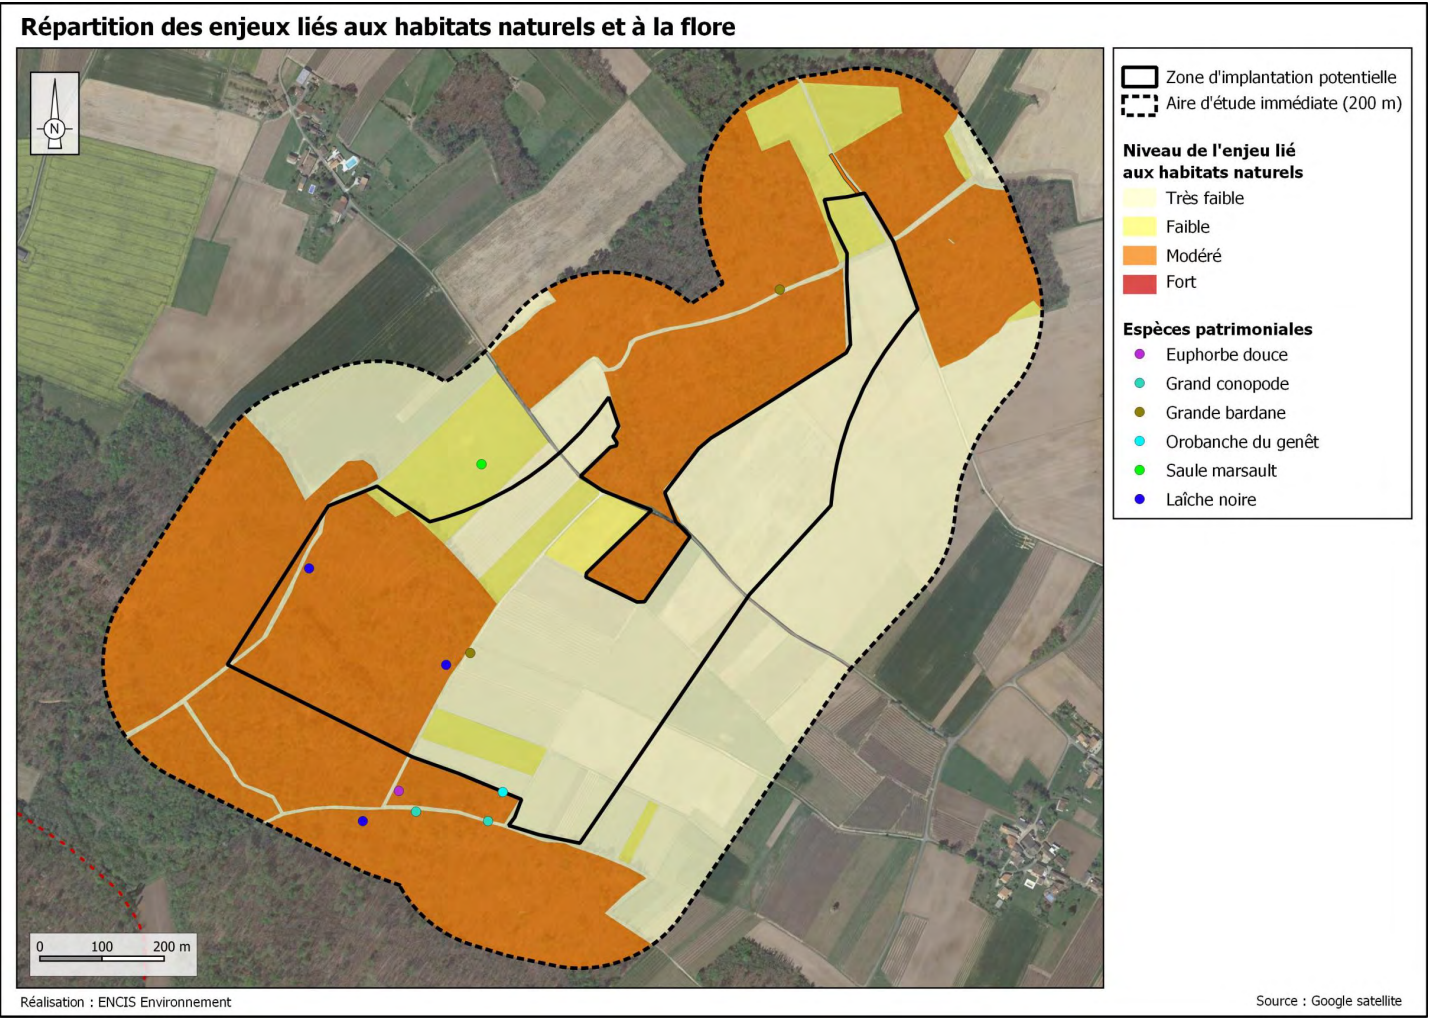 Répartition des enjeux liés aux habitats naturels et à la flore
N
Zone d'implantation potentielle
Aire d'étude immédiate (200 m)
Niveau de l'enjeu lié
aux habitats naturels
Très faible
Faible
Modéré
Fort
Espèces patrimoniales
Euphorbe douce
Grand conopode
Grande bardane
Orobanche du genêt
Saule marsault
Laîche noire
0 100 200 m
Réalisation : ENCIS Environnement
Source : Google satellite